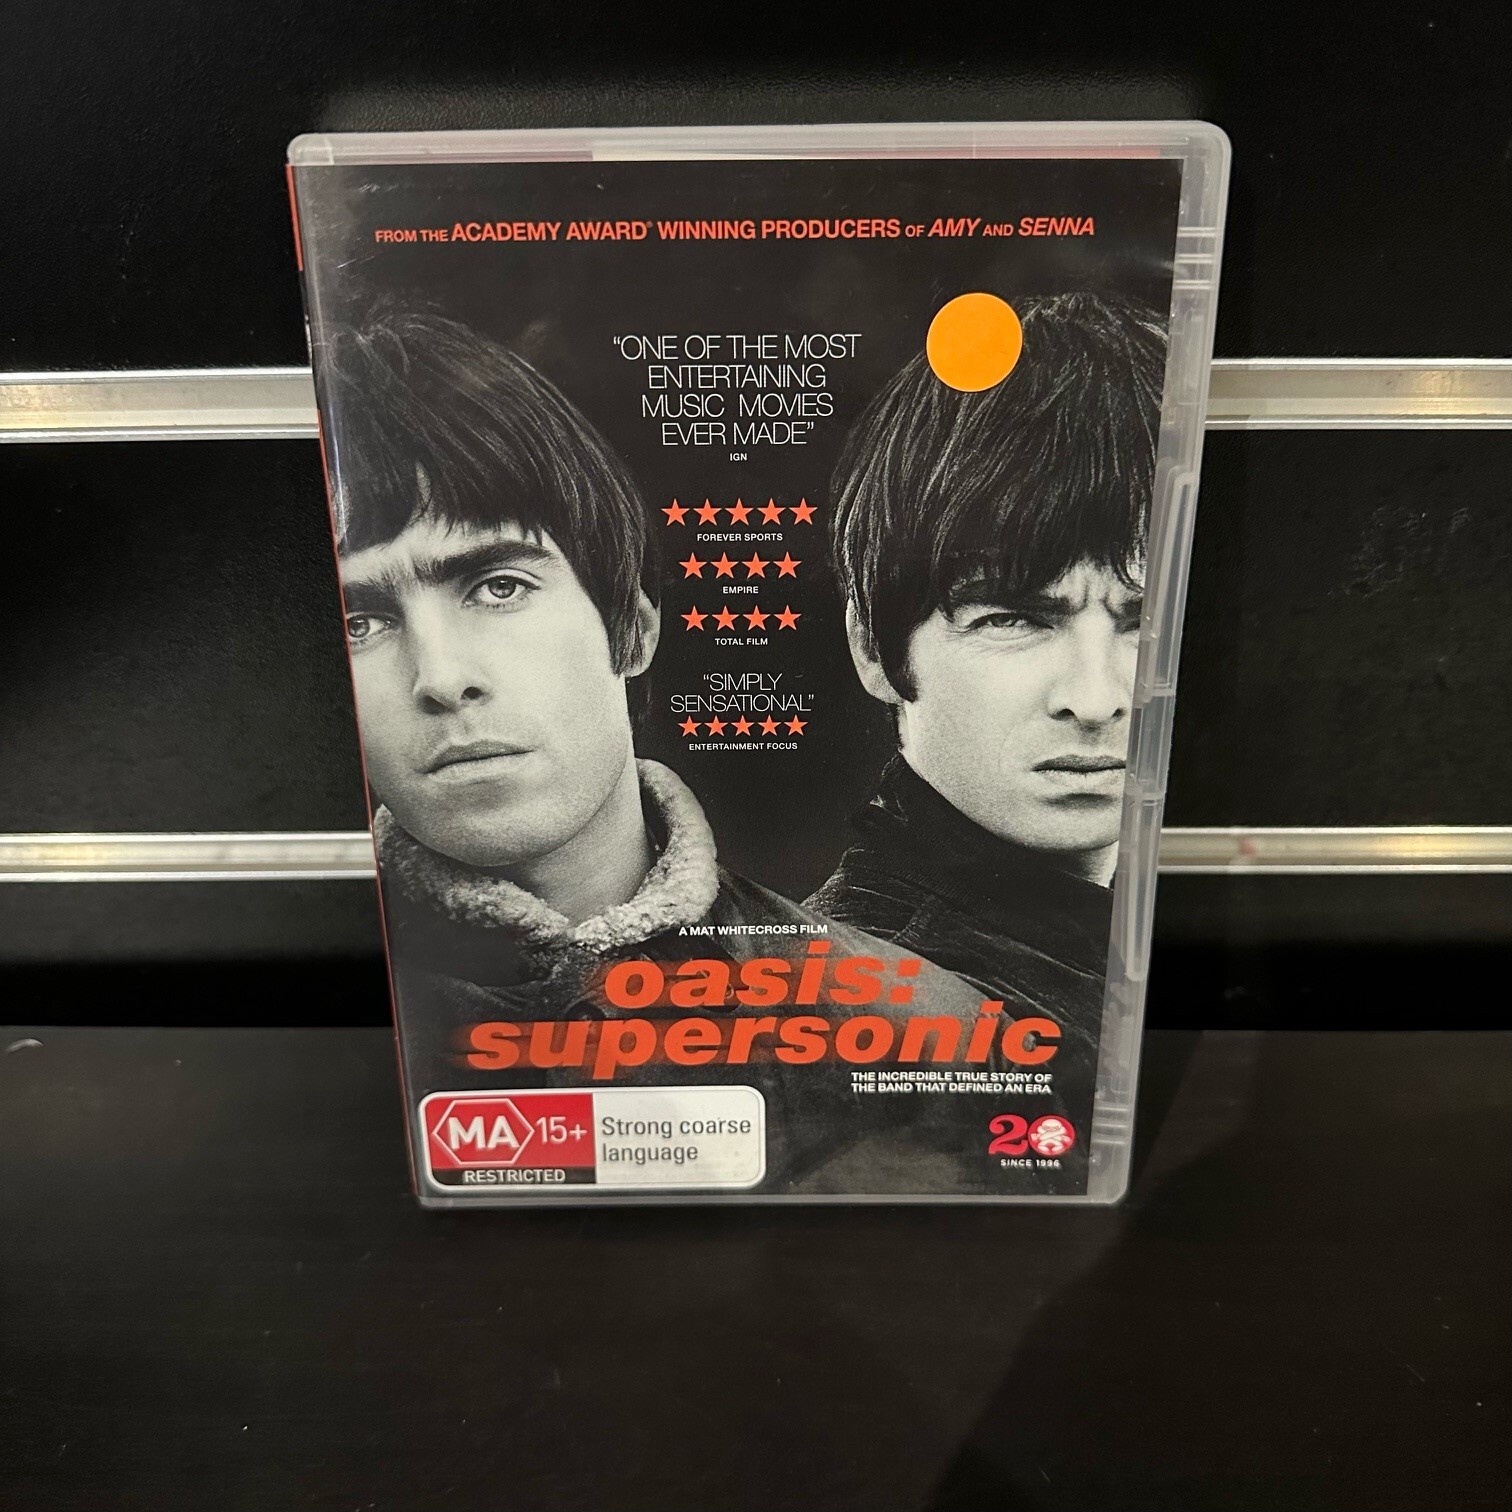 FROM THE ACADEMY AWARD® WINNING PRODUCERS OF AMY AND SENNA
“ONE OF THE MOST
ENTERTAINING
MUSIC MOVIES
EVER MADE”
IGN
★★★★★
FOREVER SPORTS
★★★★
EMPIRE
★★★★
TOTAL FILM
“SIMPLY
SENSATIONAL”
★★★★★
ENTERTAINMENT FOCUS
A MAT WHITECROSS FILM
oasis:
supersonic
THE INCREDIBLE TRUE STORY OF
THE BAND THAT DEFINED AN ERA
MA 15+
RESTRICTED
Strong coarse
language
20
SINCE 1996